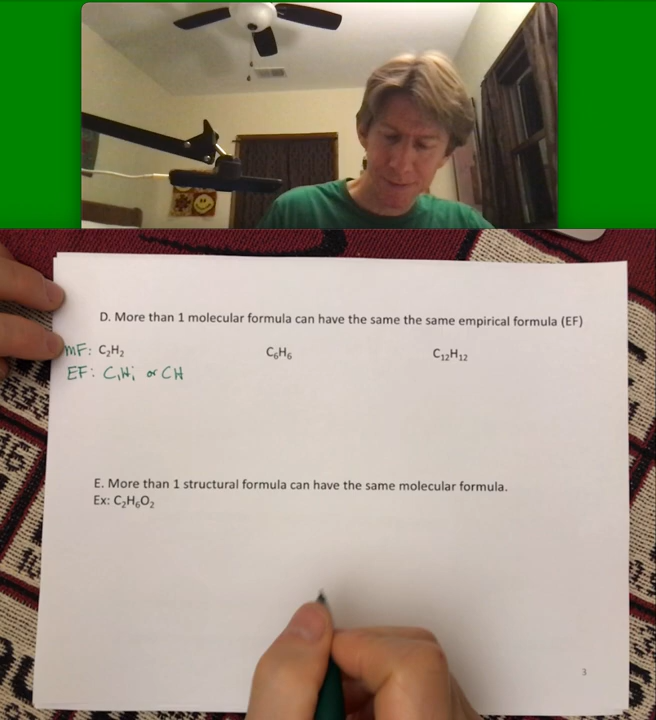 D. More than 1 molecular formula can have the same the same empirical formula (EF)
MF: C₂H₂ C₆H₆ C₁₂H₁₂
EF: C₁H₁ or CH
E. More than 1 structural formula can have the same molecular formula.
Ex: C₂H₆O₂
3